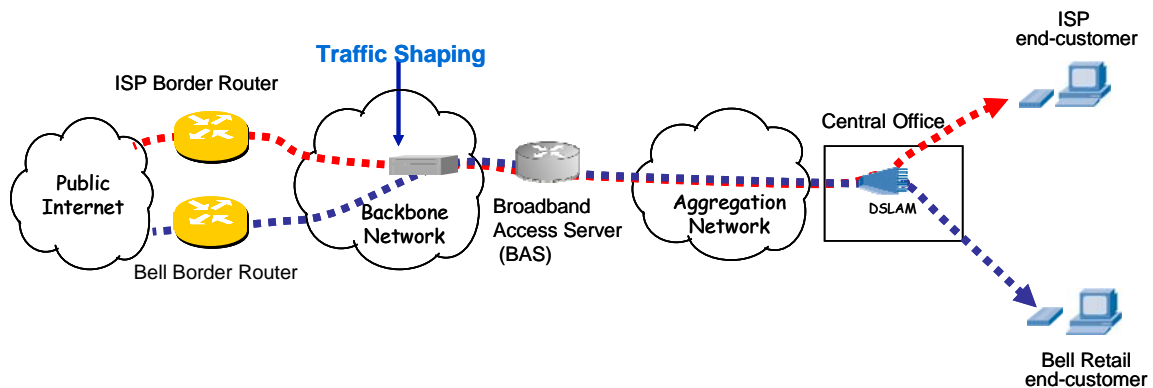 ISP
end-customer
Traffic Shaping
ISP Border Router
Central Office
Public
Internet
Backbone
Network
Broadband
Access Server
(BAS)
Aggregation
Network
DSLAM
Bell Border Router
Bell Retail
end-customer